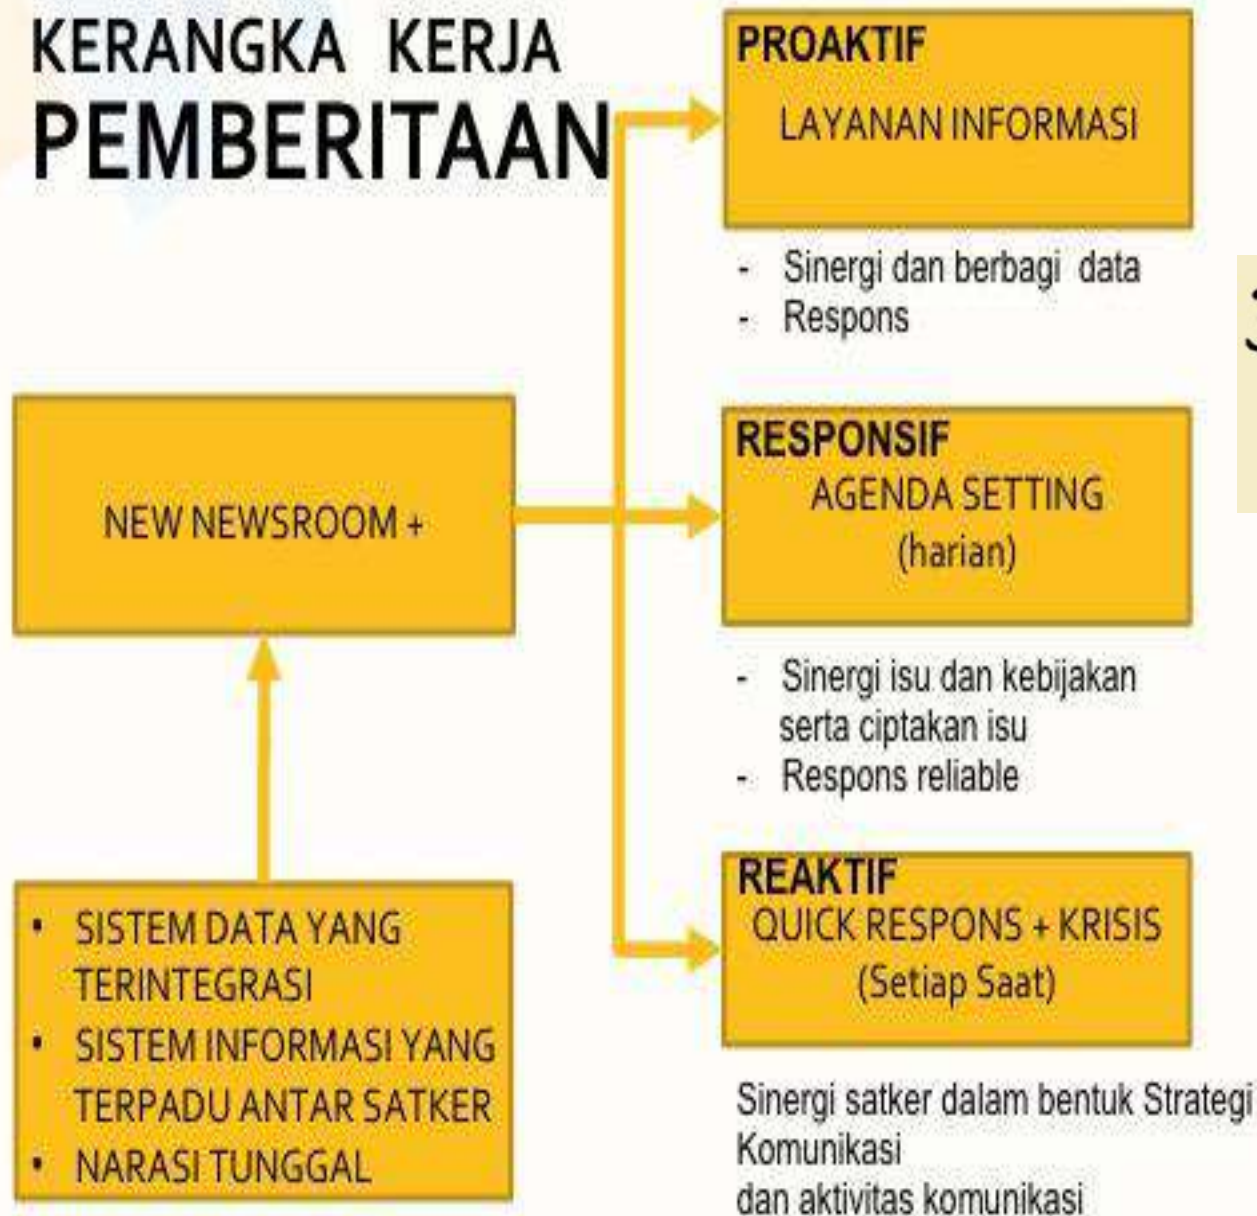 KERANGKA KERJA
PEMBERITAAN
PROAKTIF
LAYANAN INFORMASI
- Sinergi dan berbagi data
- Respons
NEW NEWSROOM +
RESPONSIF
AGENDA SETTING
(harian)
- Sinergi isu dan kebijakan
serta ciptakan isu
- Respons reliable
• SISTEM DATA YANG
TERINTEGRASI
• SISTEM INFORMASI YANG
TERPADU ANTAR SATKER
• NARASI TUNGGAL
REAKTIF
QUICK RESPONS + KRISIS
(Setiap Saat)
Sinergi satker dalam bentuk Strategi
Komunikasi
dan aktivitas komunikasi